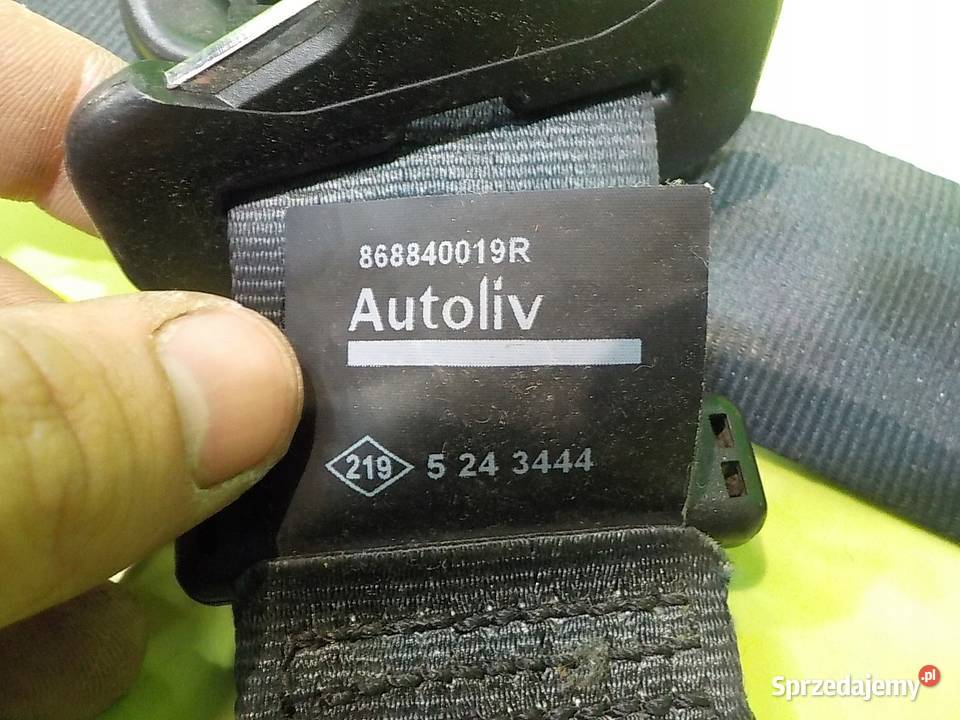 868840019R
Autoliv
219 5 24 3444
Sprzedajemy.pl